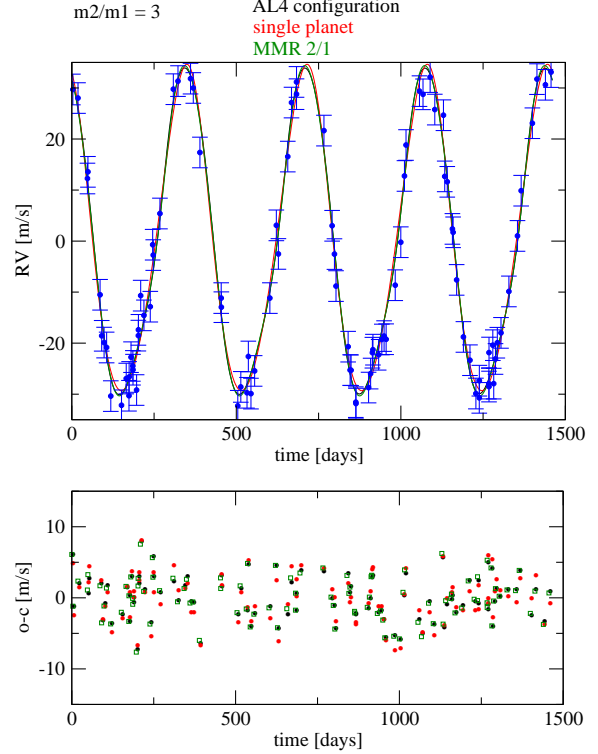 m2/m1 = 3
AL4 configuration
single planet
MMR 2/1
RV [m/s]
20
0
-20
0
500
1000
1500
time [days]
o-c [m/s]
10
0
-10
0
500
1000
1500
time [days]